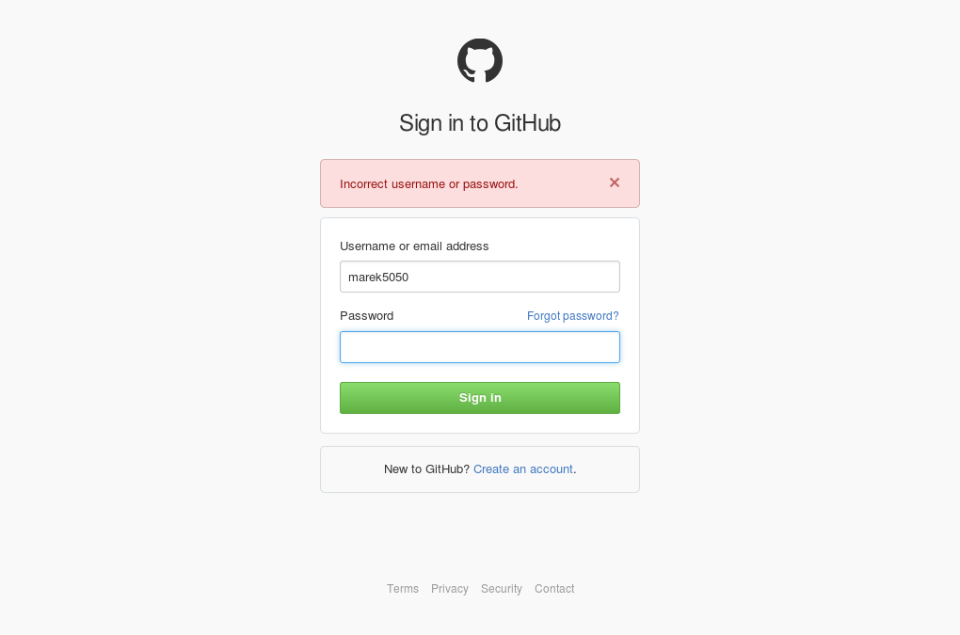 Sign in to GitHub
Incorrect username or password.
Username or email address
marek5050
Password Forgot password?
Sign in
New to GitHub? Create an account.
Terms Privacy Security Contact